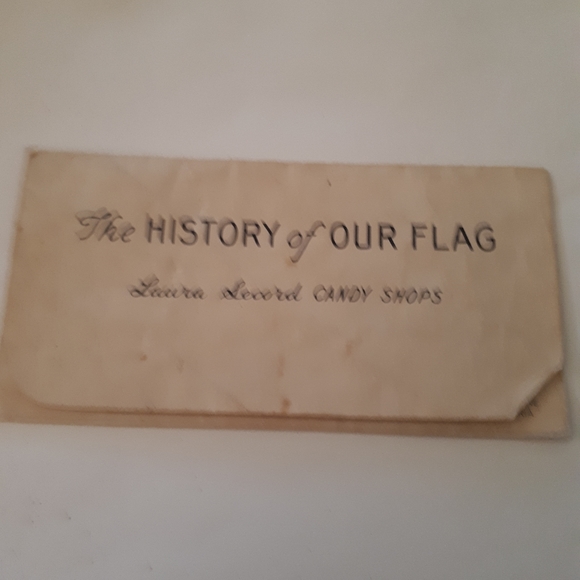 The HISTORY of OUR FLAG
Laura Secord CANDY SHOPS